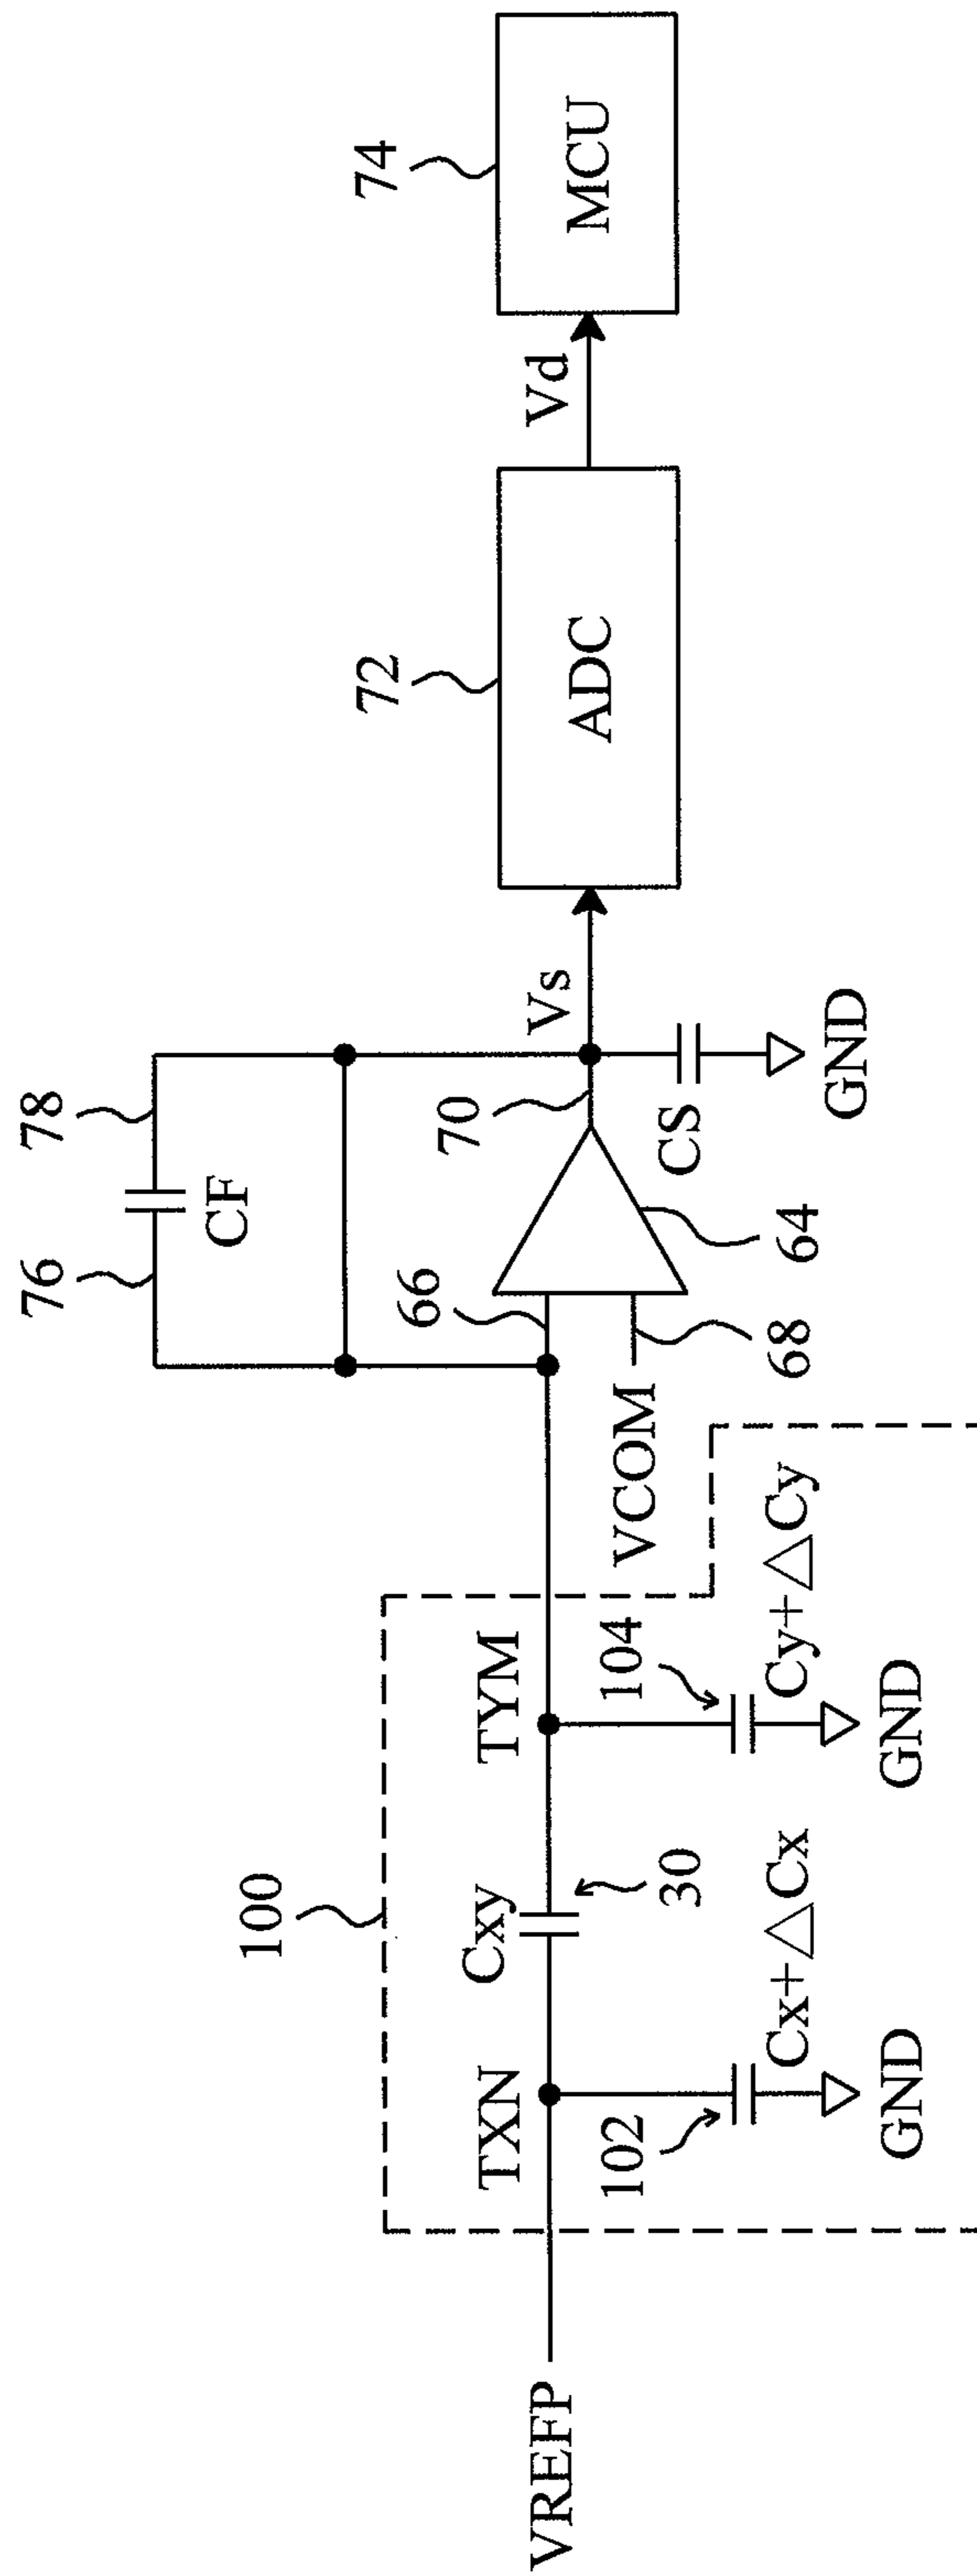 76
78
CF
100
72
74
TXN
Cxy
TYM
66
70
Vs
ADC
Vd
MCU
VREFP
102
30
104
VCOM
68
64
CS
Cx+△Cx
Cy+△Cy
GND
GND
GND